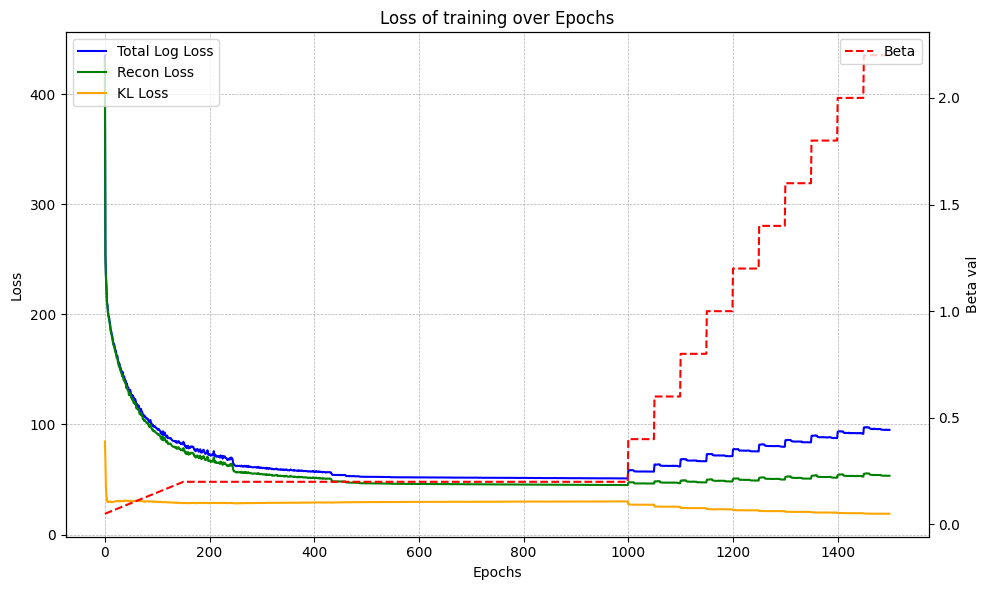 Loss of training over Epochs
Total Log Loss
Recon Loss
KL Loss
Beta
Loss
400
300
200
100
0
2.0
1.5
1.0
0.5
0.0
Beta val
0 200 400 600 800 1000 1200 1400
Epochs